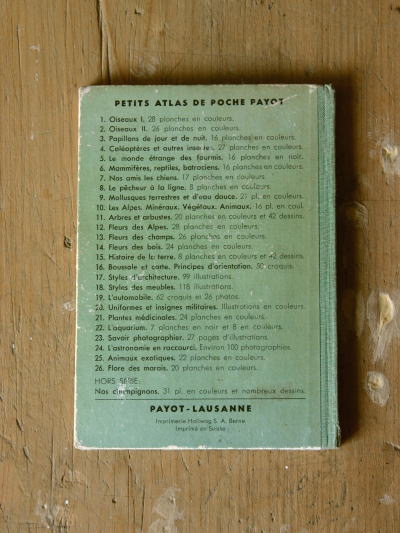 PETITS ATLAS DE POCHE PAYOT
1. Oiseaux I. 28 planches en couleurs.
2. Oiseaux II. 26 planches en couleurs.
3. Papillons de jour et de nuit. 16 planches en couleurs.
4. Coléoptères et autres insectes. 27 planches en couleurs.
5. Le monde étrange des fourmis. 16 planches en noir.
6. Mammifères, reptiles, batraciens. 16 planches en couleurs.
7. Nos amis les chiens. 17 planches en couleurs.
8. Le pêcheur à la ligne. 8 planches en couleurs.
9. Mollusques terrestres et d'eau douce. 21 pl. en couleurs.
10. Les Alpes. Minéraux. Végétaux. Animaux. 16 pl. en coul.
11. Arbres et arbustes. 20 planches en couleurs et 42 dessins.
12. Fleurs des Alpes. 28 planches en couleurs.
13. Fleurs des champs. 26 planches en couleurs.
14. Fleurs des bois. 24 planches en couleurs.
15. Histoire de la terre. 8 planches en couleurs et 42 dessins.
16. Boussole et carte. Principes d'orientation. 50 croquis.
17. Styles d'architecture. 99 illustrations.
18. Styles des meubles. 118 illustrations.
19. L'automobile. 62 croquis et 26 photos.
20. Uniformes et insignes militaires. Illustrations en couleurs.
21. Plantes médicinales. 24 planches en couleurs.
22. L'aquarium. 7 planches en noir et 8 en couleurs.
23. Savoir photographier. 27 pages d'illustrations.
24. L'astronomie en raccourci. Environ 100 photographies.
25. Animaux exotiques. 22 planches en couleurs.
26. Flore des marais. 20 planches en couleurs.
HORS SÉRIE:
Nos champignons. 31 pl. en couleurs et nombreux dessins.
PAYOT-LAUSANNE
Imprimerie Hallwag S. A. Berne
Imprimé en Suisse